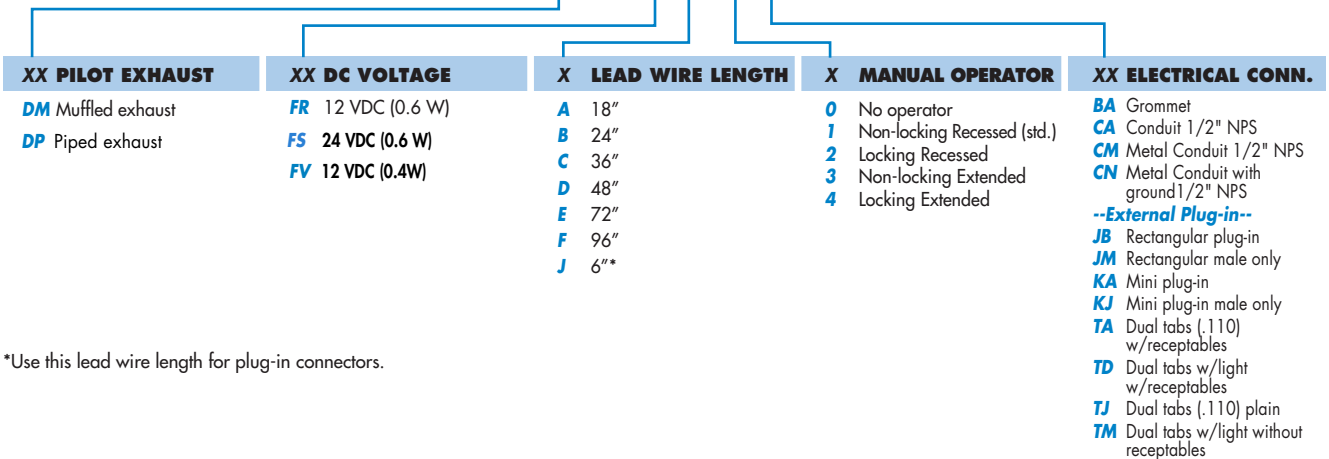 XX PILOT EXHAUST
DM Muffled exhaust
DP Piped exhaust
XX DC VOLTAGE
FR 12 VDC (0.6 W)
FS 24 VDC (0.6 W)
FV 12 VDC (0.4W)
X LEAD WIRE LENGTH
A 18"
B 24"
C 36"
D 48"
E 72"
F 96"
J 6"*
X MANUAL OPERATOR
0 No operator
1 Non-locking Recessed (std.)
2 Locking Recessed
3 Non-locking Extended
4 Locking Extended
XX ELECTRICAL CONN.
BA Grommet
CA Conduit 1/2" NPS
CM Metal Conduit 1/2" NPS
CN Metal Conduit with
ground1/2" NPS
--External Plug-in--
JB Rectangular plug-in
JM Rectangular male only
KA Mini plug-in
KJ Mini plug-in male only
TA Dual tabs (.110)
w/receptables
TD Dual tabs w/light
w/receptables
TJ Dual tabs (.110) plain
TM Dual tabs w/light without
receptables
*Use this lead wire length for plug-in connectors.